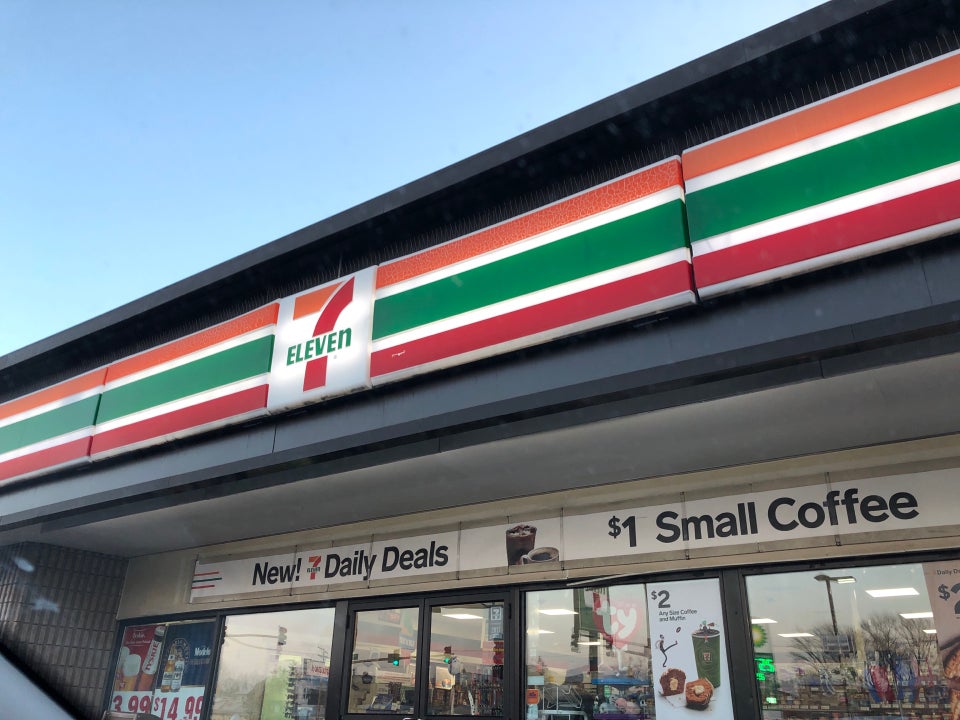 7
ELEVEN
New! 7 ELEVEN Daily Deals
$1 Small Coffee
$2
Any Size Coffee
and Muffin
3.99
$14.99